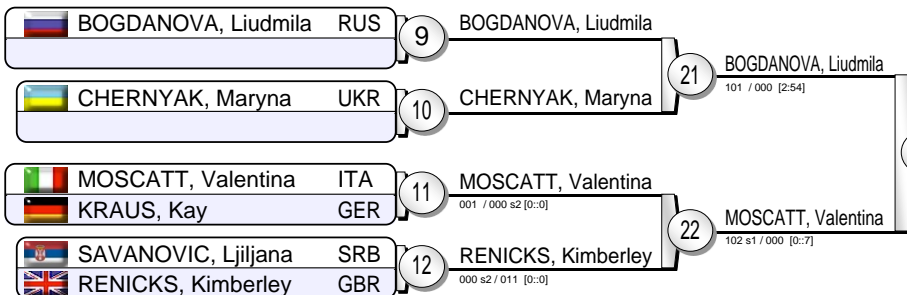 BOGDANOVA, Liudmila RUS
9
BOGDANOVA, Liudmila
CHERNYAK, Maryna UKR
10
CHERNYAK, Maryna
21
BOGDANOVA, Liudmila
101 / 000 [2:54]
MOSCATT, Valentina ITA
KRAUS, Kay GER
11
MOSCATT, Valentina
001 / 000 s2 [0::0]
SAVANOVIC, Ljiljana SRB
RENICKS, Kimberley GBR
12
RENICKS, Kimberley
000 s2 / 011 [0::0]
22
MOSCATT, Valentina
102 s1 / 000 [0::7]